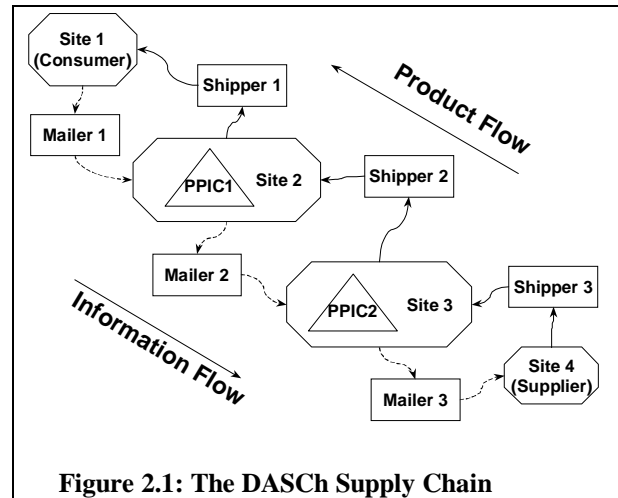 Site 1
(Consumer)
Shipper 1
Product Flow
Mailer 1
PPIC1
Site 2
Shipper 2
Mailer 2
Information Flow
PPIC2
Site 3
Shipper 3
Mailer 3
Site 4
(Supplier)
Figure 2.1: The DASCh Supply Chain